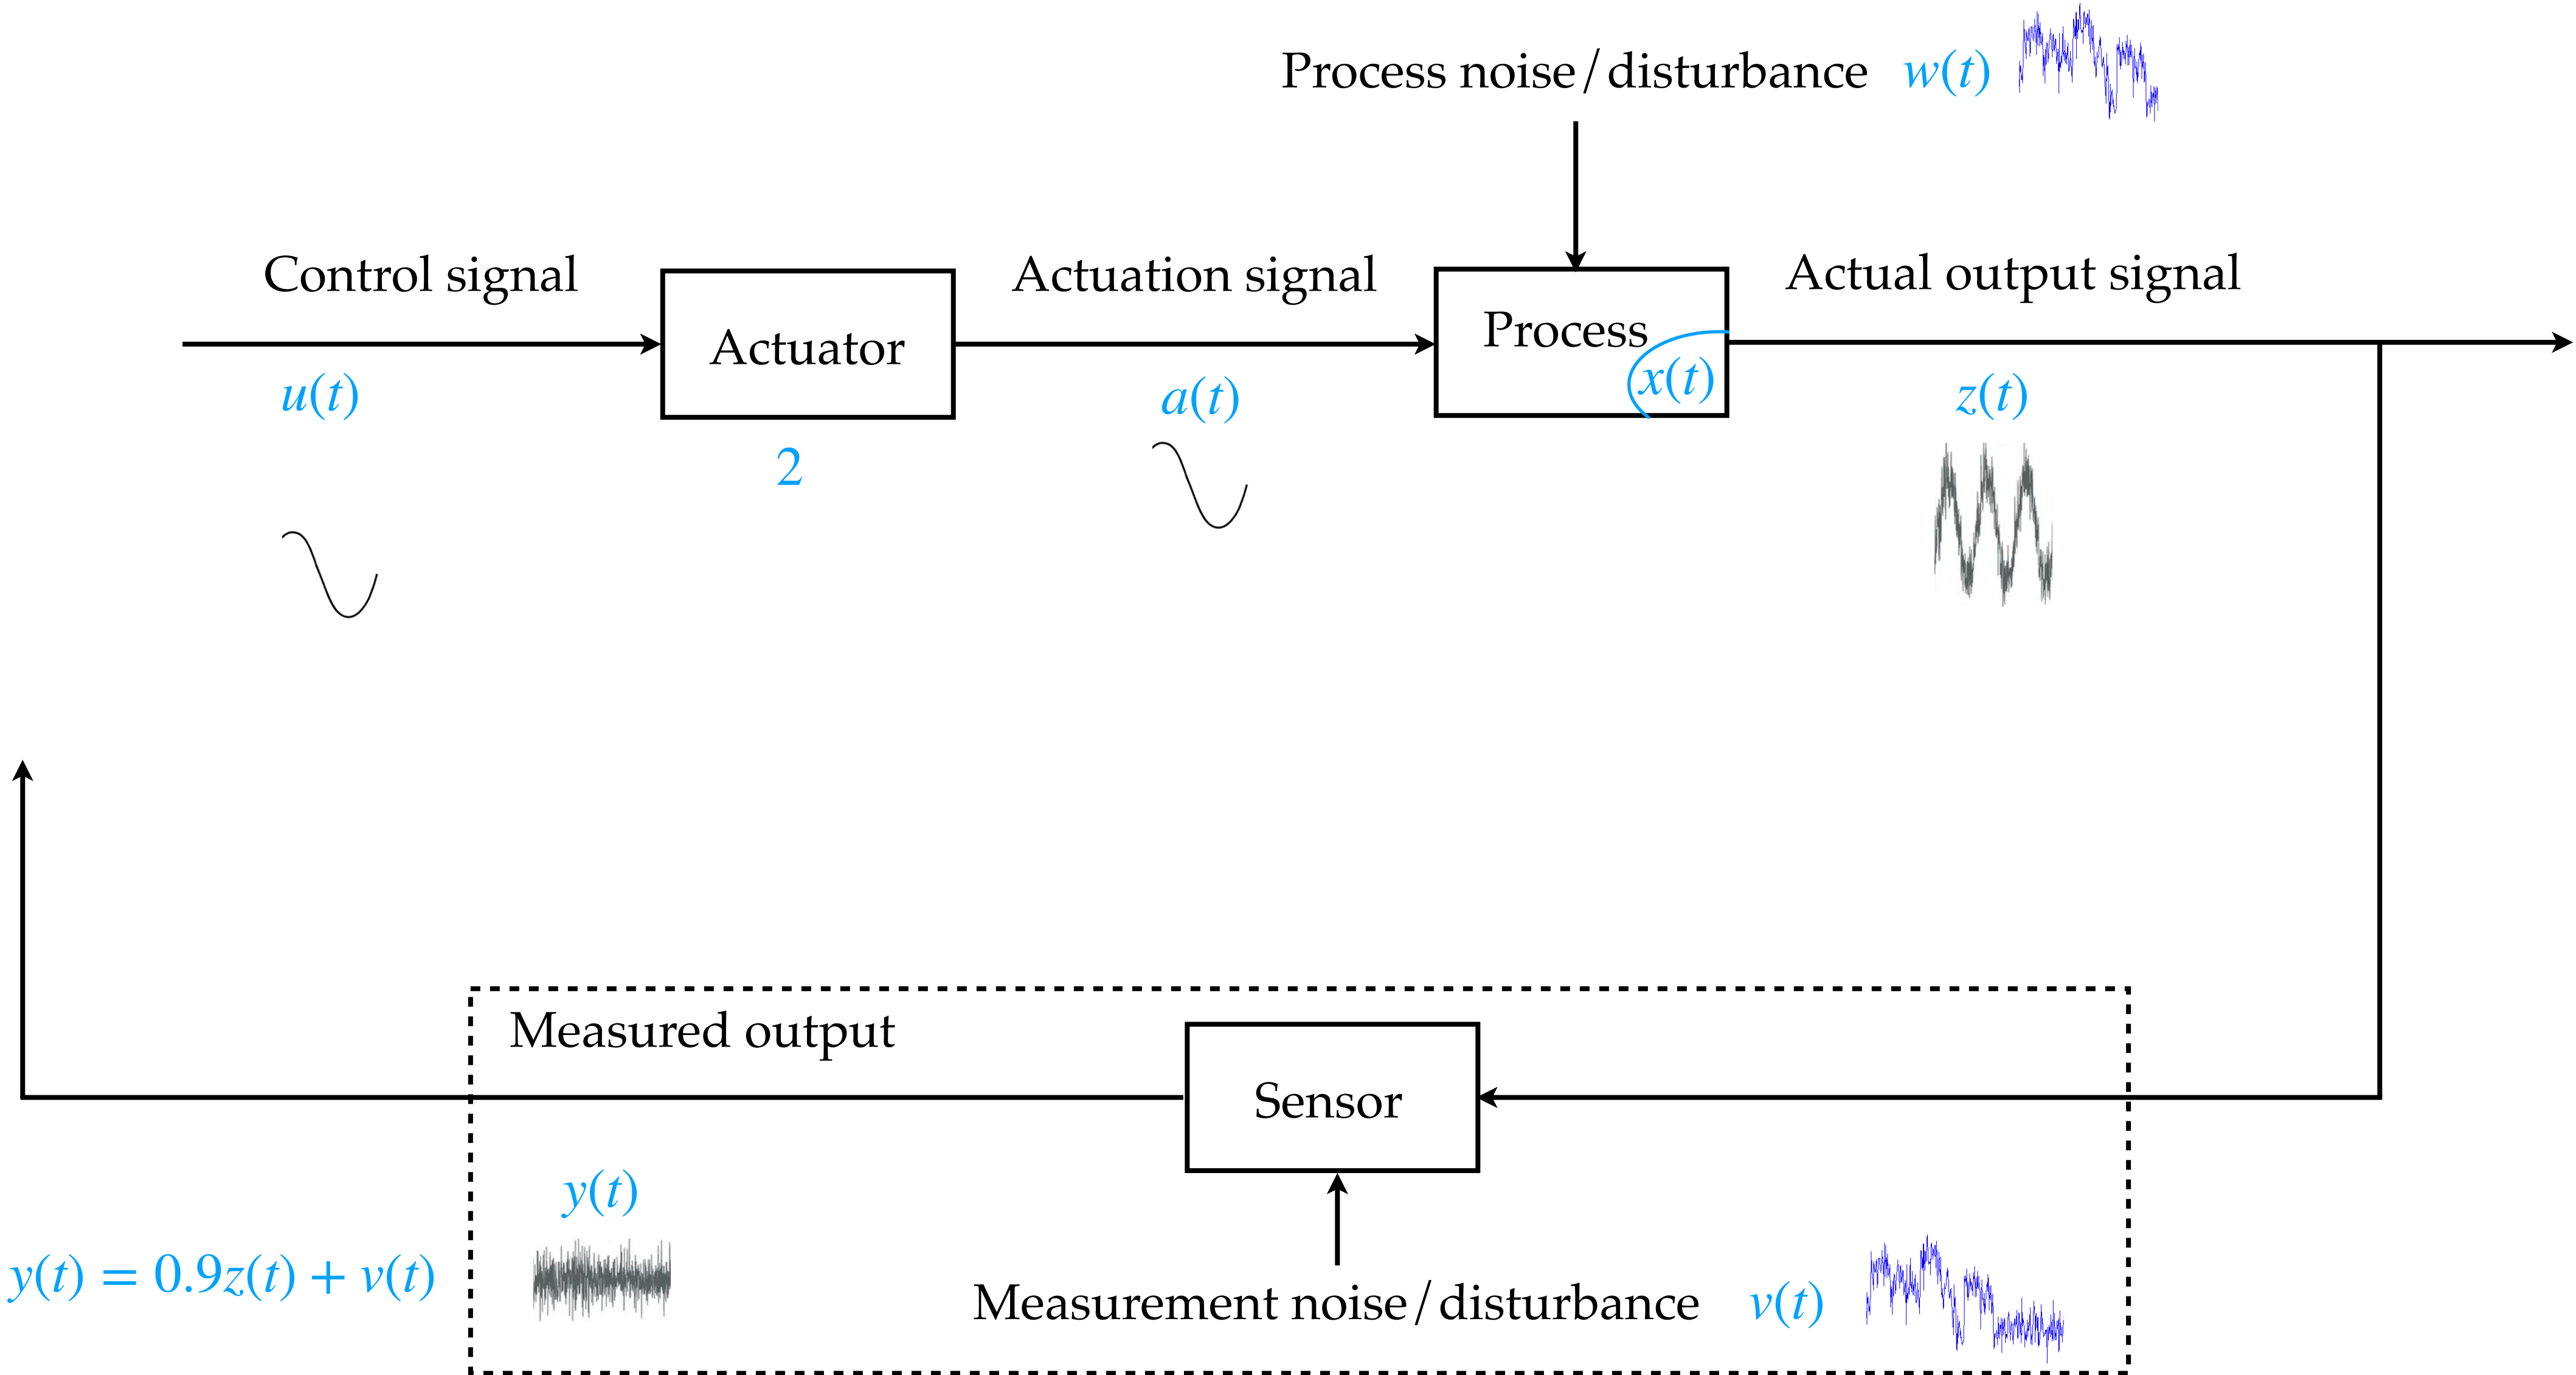 Process noise/disturbance w(t)
Control signal
Actuation signal
Actual output signal
Actuator
Process
x(t)
u(t)
a(t)
z(t)
2
Measured output
Sensor
y(t)
y(t) = 0.9z(t) + v(t)
Measurement noise/disturbance v(t)